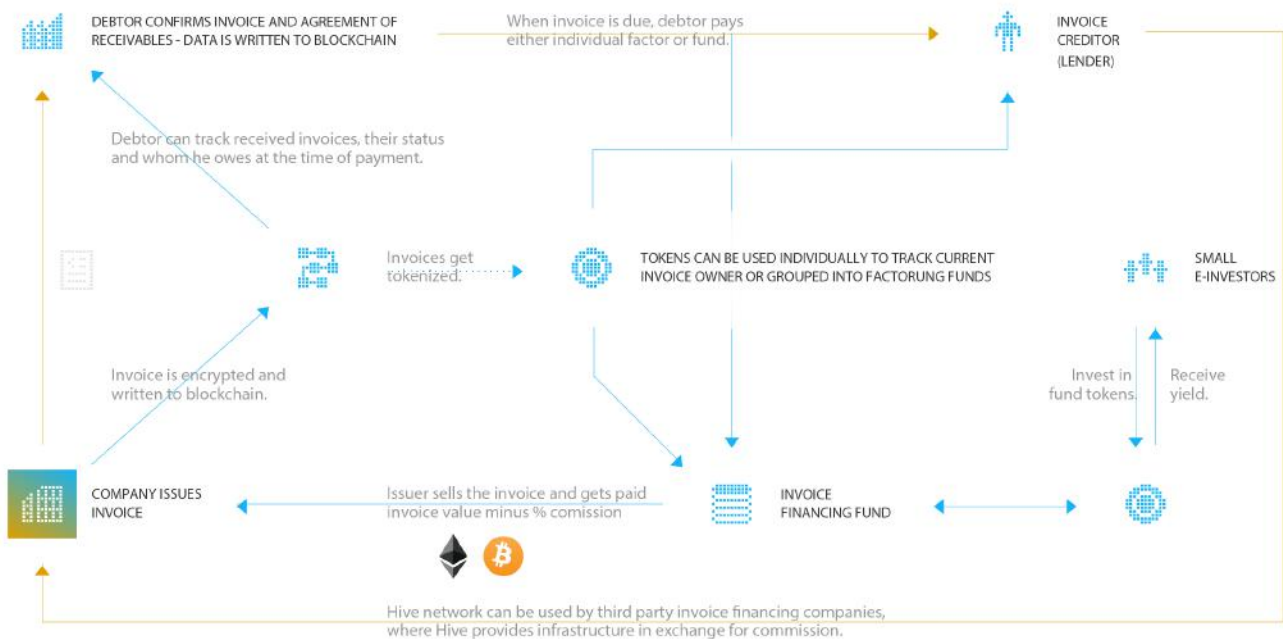 DEBTOR CONFIRMS INVOICE AND AGREEMENT OF
RECEIVABLES - DATA IS WRITTEN TO BLOCKCHAIN
When invoice is due, debtor pays
either individual factor or fund.
INVOICE
CREDITOR
(LENDER)
Debtor can track received invoices, their status
and whom he owes at the time of payment.
Invoices get
tokenized.
TOKENS CAN BE USED INDIVIDUALLY TO TRACK CURRENT
INVOICE OWNER OR GROUPED INTO FACTORUNG FUNDS
SMALL
E-INVESTORS
Invoice is encrypted and
written to blockchain.
Invest in
fund tokens.
Receive
yield.
COMPANY ISSUES
INVOICE
Issuer sells the invoice and gets paid
invoice value minus % comission
INVOICE
FINANCING FUND
Hive network can be used by third party invoice financing companies,
where Hive provides infrastructure in exchange for commission.